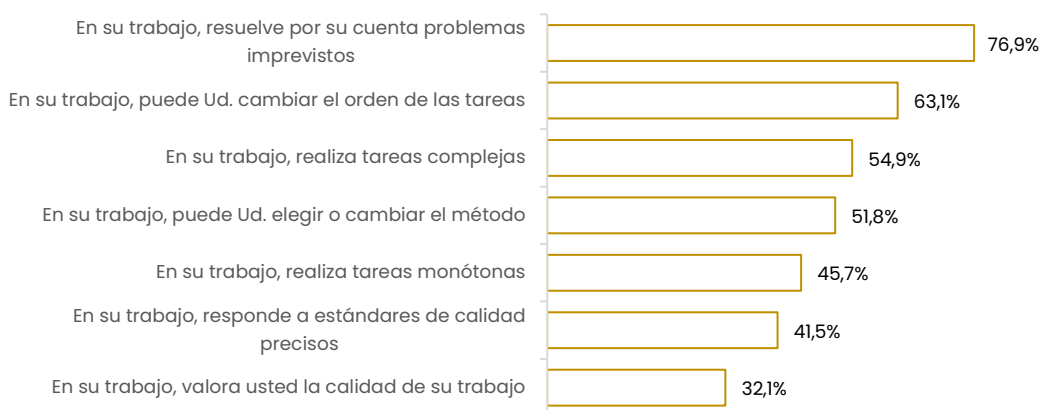 En su trabajo, resuelve por su cuenta problemas
imprevistos
76,9%
En su trabajo, puede Ud. cambiar el orden de las tareas
63,1%
En su trabajo, realiza tareas complejas
54,9%
En su trabajo, puede Ud. elegir o cambiar el método
51,8%
En su trabajo, realiza tareas monótonas
45,7%
En su trabajo, responde a estándares de calidad
precisos
41,5%
En su trabajo, valora usted la calidad de su trabajo
32,1%